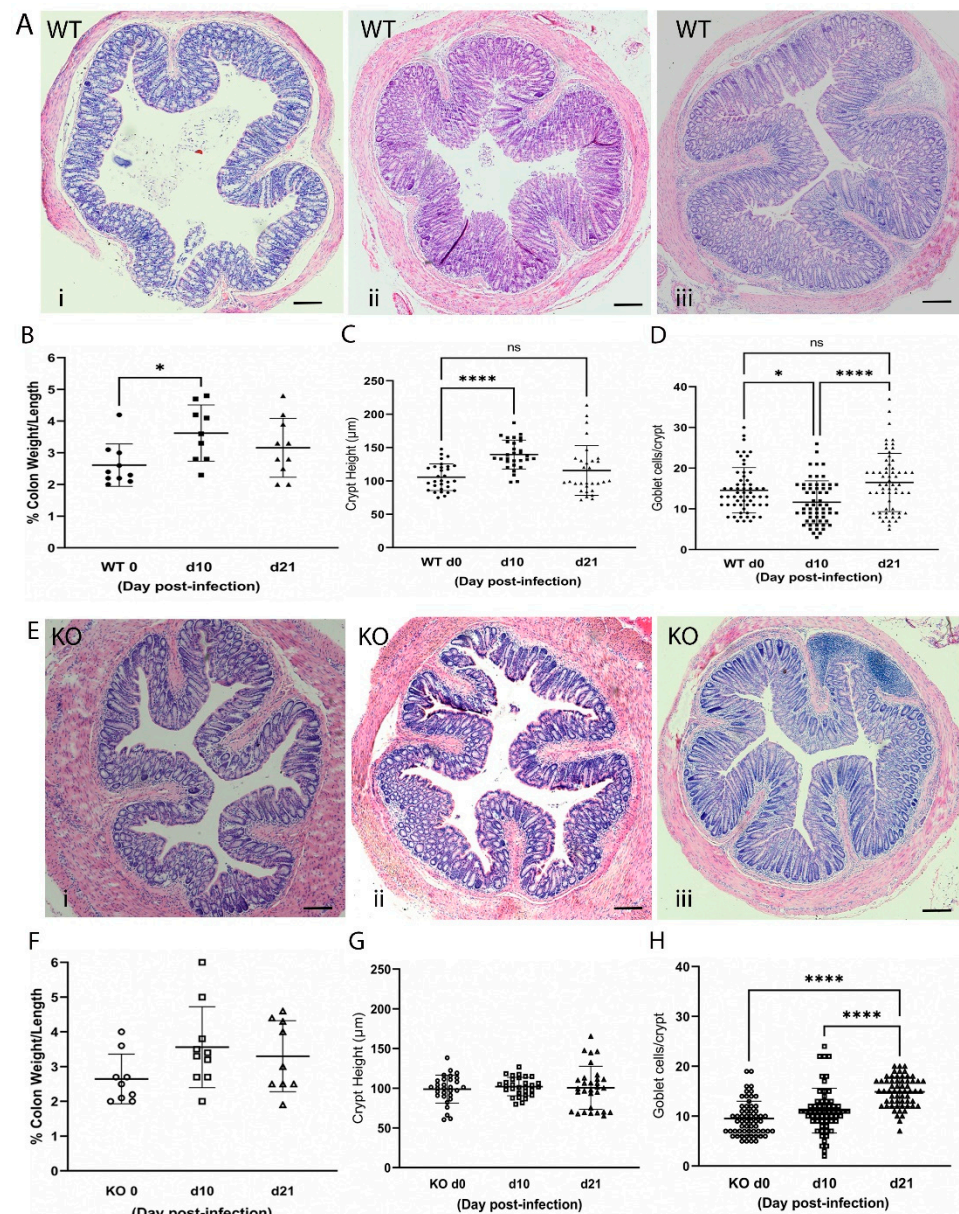 A WT WT WT
i ii iii
B C D
% Colon Weight/Length
6
5
4
3
2
1
0
*
WT 0 d10 d21
(Day post-infection)
Crypt Height (µm)
250
200
150
100
50
0
ns
****
WT d0 d10 d21
(Day post-infection)
Goblet cells/crypt
40
30
20
10
0
ns
* ****
WT d0 d10 d21
(Day post-infection)
E KO KO KO
i ii iii
F G H
% Colon Weight/Length
6
5
4
3
2
1
0
KO 0 d10 d21
(Day post-infection)
Crypt Height (µm)
250
200
150
100
50
0
KO d0 d10 d21
(Day post-infection)
Goblet cells/crypt
40
30
20
10
0
****
****
KO d0 d10 d21
(Day post-infection)